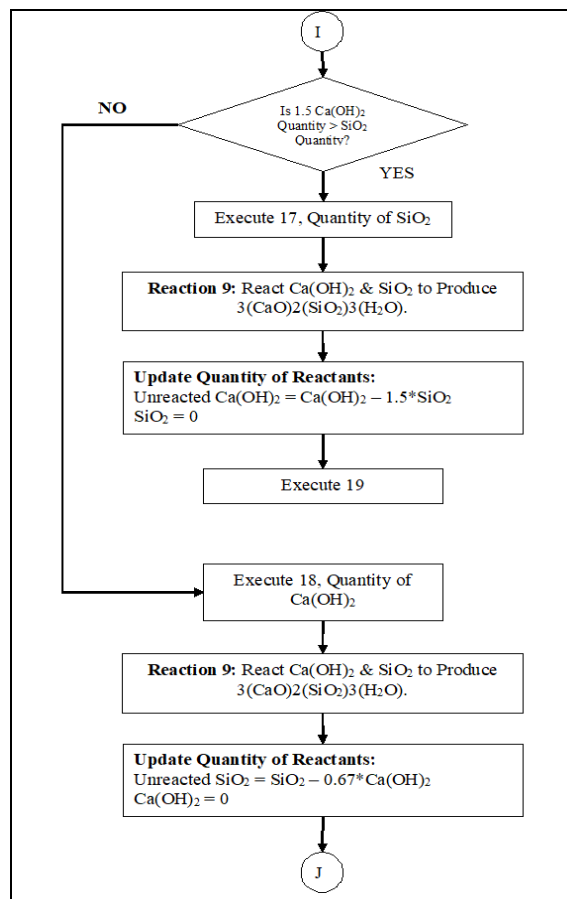 I
Is 1.5 Ca(OH)₂
Quantity > SiO₂
Quantity?
NO
YES
Execute 17, Quantity of SiO₂
Reaction 9: React Ca(OH)₂ & SiO₂ to Produce
3(CaO)2(SiO₂)3(H₂O).
Update Quantity of Reactants:
Unreacted Ca(OH)₂ = Ca(OH)₂ – 1.5*SiO₂
SiO₂ = 0
Execute 19
Execute 18, Quantity of
Ca(OH)₂
Reaction 9: React Ca(OH)₂ & SiO₂ to Produce
3(CaO)2(SiO₂)3(H₂O).
Update Quantity of Reactants:
Unreacted SiO₂ = SiO₂ – 0.67*Ca(OH)₂
Ca(OH)₂ = 0
J